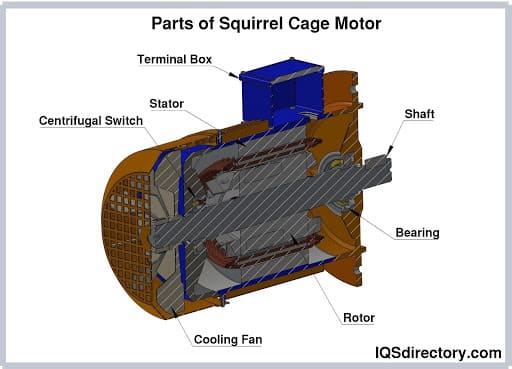 Parts of Squirrel Cage Motor
Terminal Box
Stator
Centrifugal Switch
Shaft
Bearing
Rotor
Cooling Fan
IQSdirectory.com